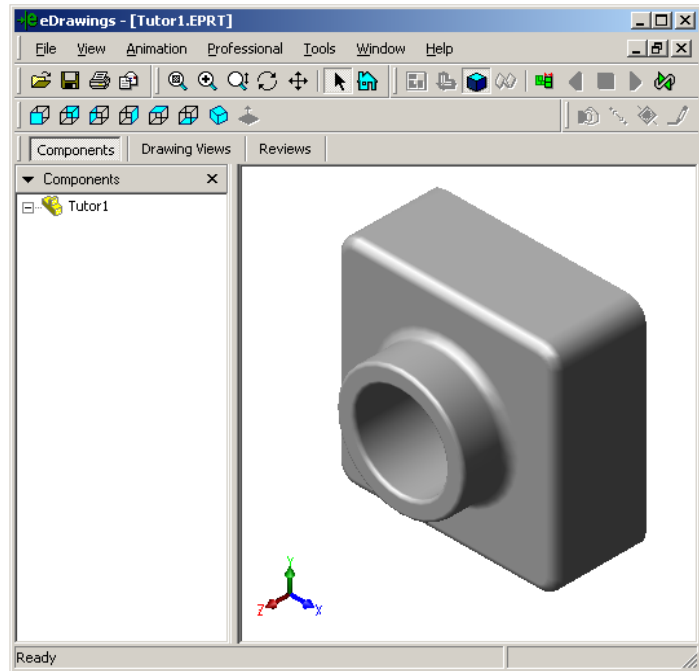 eDrawings - [Tutor1.EPRT]
File View Animation Professional Tools Window Help
Components Drawing Views Reviews
Components
Tutor1
Y
Z X
Ready